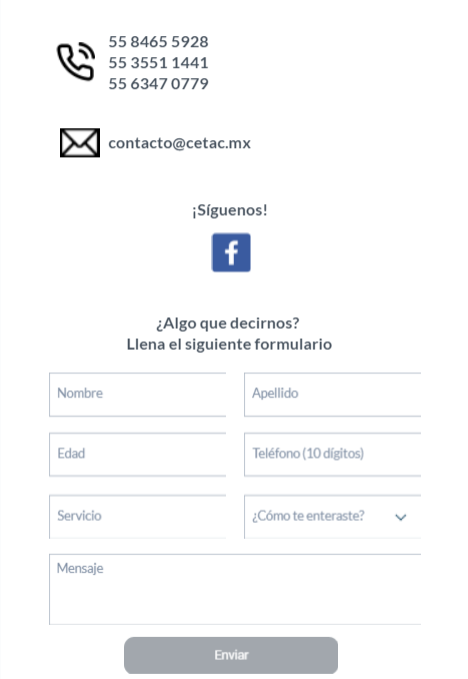 55 8465 5928
55 3551 1441
55 6347 0779
contacto@cetac.mx
¡Síguenos!
f
¿Algo que decirnos?
Llena el siguiente formulario
Nombre
Apellido
Edad
Teléfono (10 dígitos)
Servicio
¿Cómo te enteraste?
Mensaje
Enviar